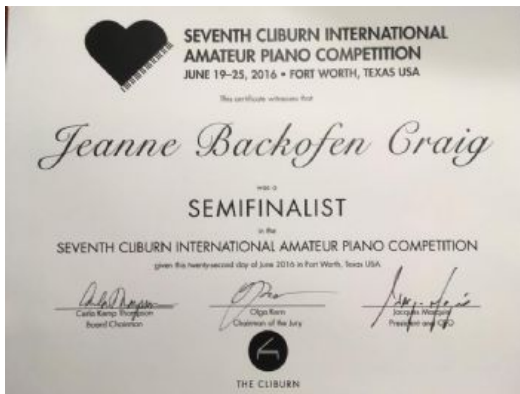 SEVENTH CLIBURN INTERNATIONAL
AMATEUR PIANO COMPETITION
JUNE 19–25, 2016 • FORT WORTH, TEXAS USA
This certificate witnesses that
Jeanne Backofen Craig
was a
SEMIFINALIST
in the
SEVENTH CLIBURN INTERNATIONAL AMATEUR PIANO COMPETITION
given this twenty-second day of June 2016 in Fort Worth, Texas USA
Carla Kemp Thompson Olga Kern Jacques Marquis
Board Chairman Chairman of the Jury President and CEO
THE CLIBURN